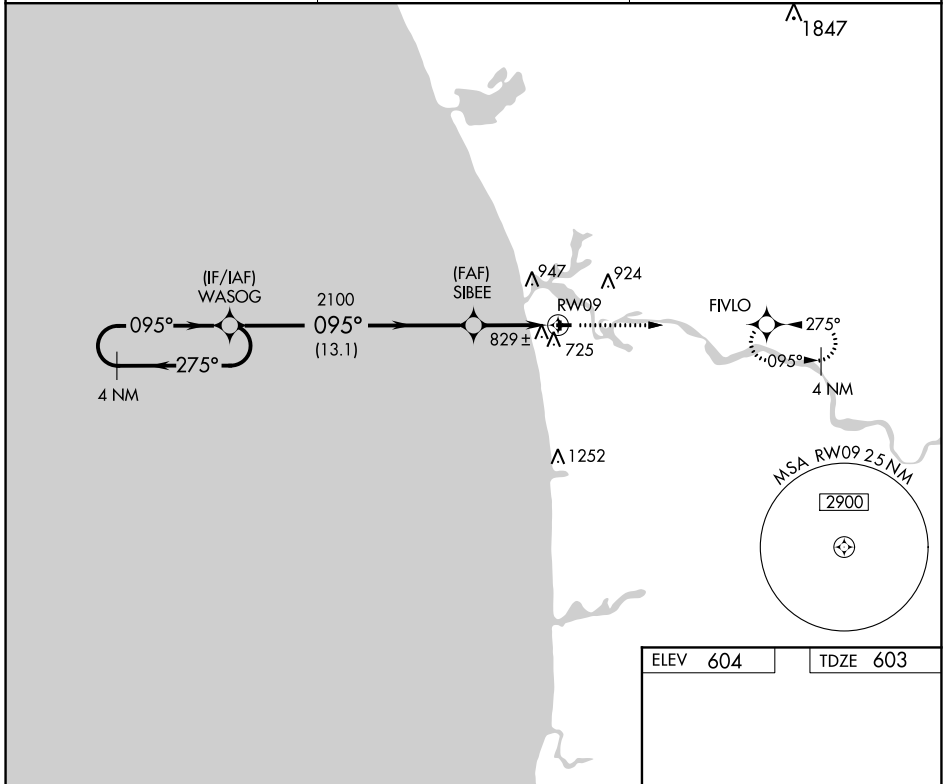 1847
(IF/IAF)
WASOG
2100
095°
(13.1)
095°
275°
4 NM
(FAF)
SIBEE
947
924
RW09
829 ±
725
FIVLO
275°
095°
4 NM
1252
MSA RW09 25 NM
2900
ELEV 604
TDZE 603